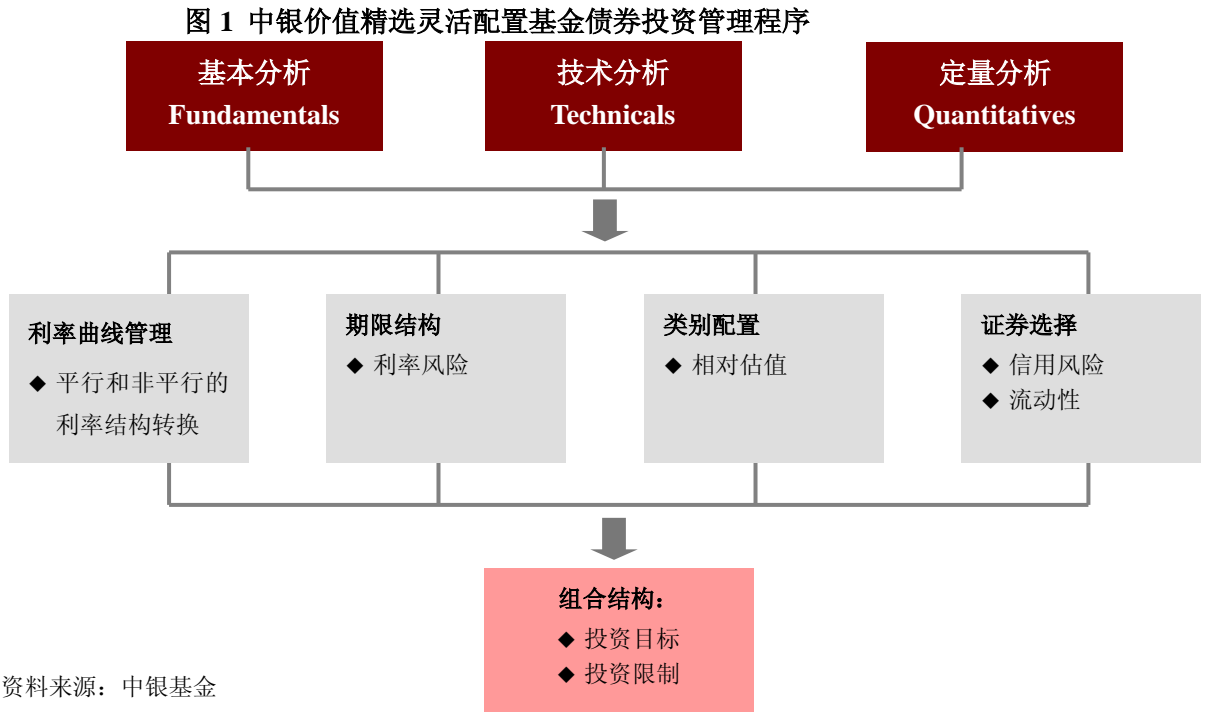 图 1 中银价值精选灵活配置基金债券投资管理程序
基本分析
Fundamentals
技术分析
Technicals
定量分析
Quantitatives
利率曲线管理
◆ 平行和非平行的
利率结构转换
期限结构
◆ 利率风险
类别配置
◆ 相对估值
证券选择
◆ 信用风险
◆ 流动性
组合结构：
◆ 投资目标
◆ 投资限制
资料来源：中银基金